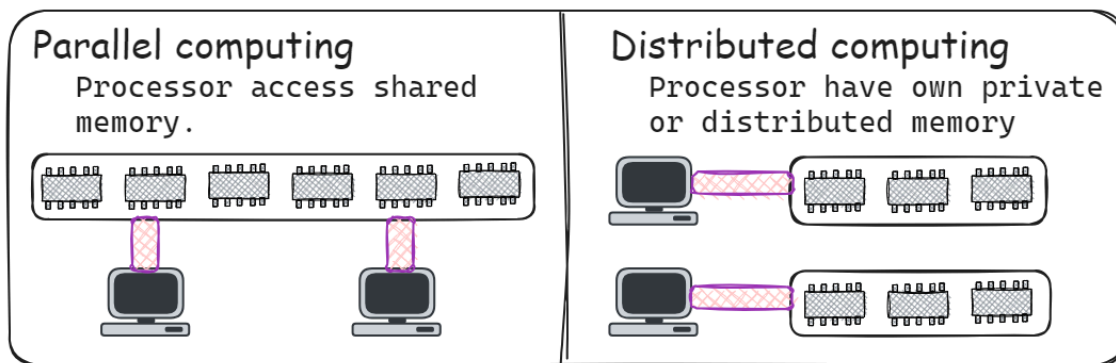 Parallel computing
Processor access shared
memory.
Distributed computing
Processor have own private
or distributed memory